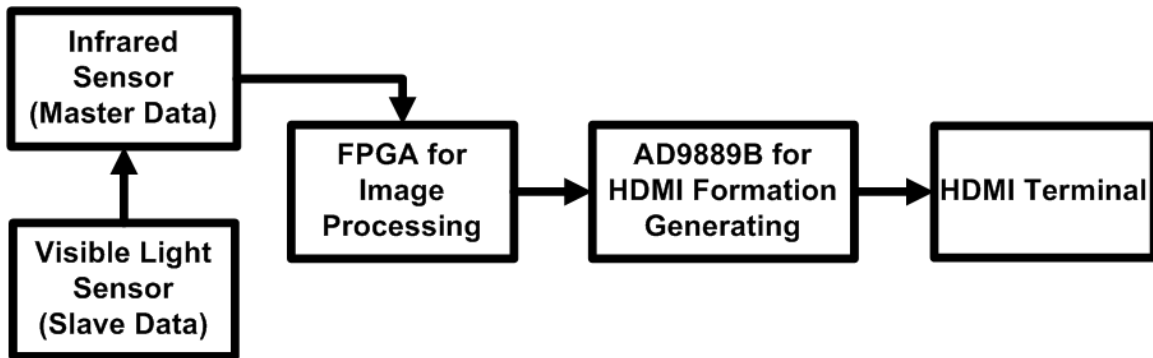 Infrared
Sensor
(Master Data)
Visible Light
Sensor
(Slave Data)
FPGA for
Image
Processing
AD9889B for
HDMI Formation
Generating
HDMI Terminal